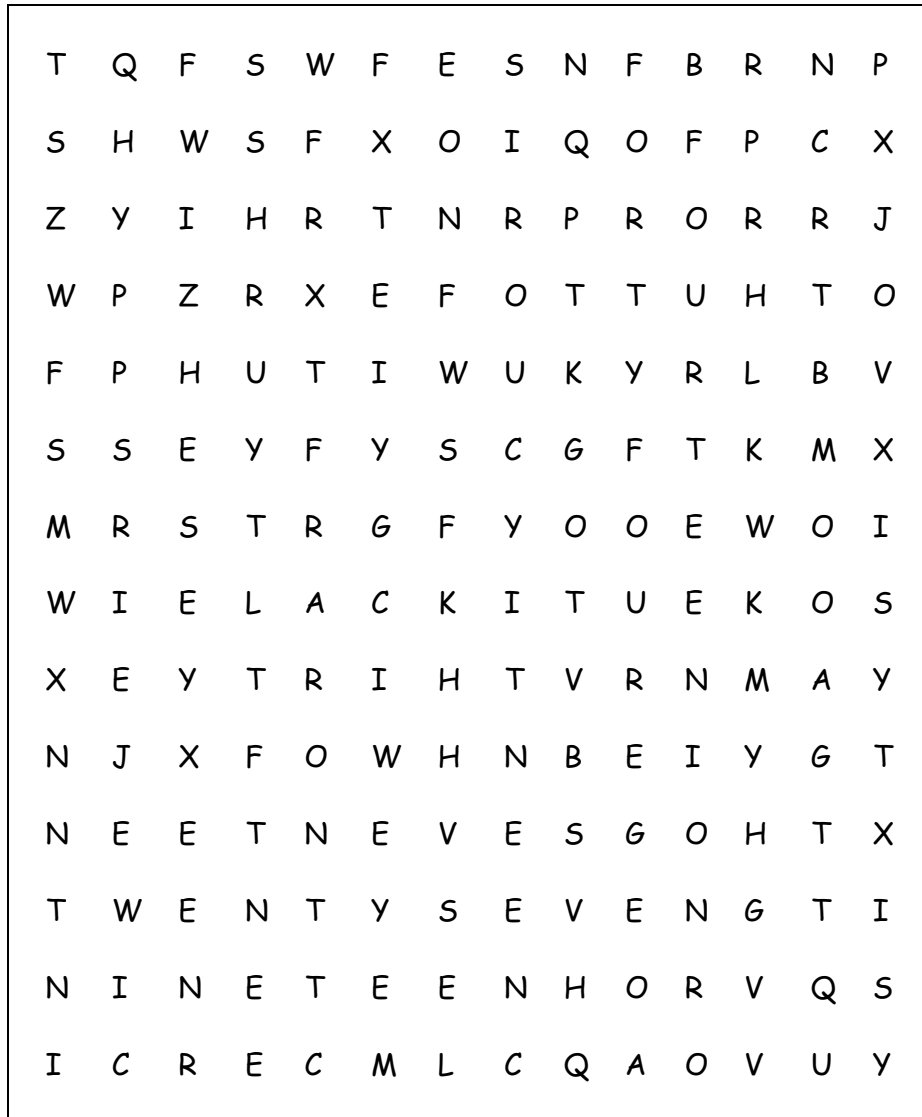 T Q F S W F E S N F B R N P
S H W S F X O I Q O F P C X
Z Y I H R T N R P R O R R J
W P Z R X E F O T T U H T O
F P H U T I W U K Y R L B V
S S E Y F Y S C G F T K M X
M R S T R G F Y O O E W O I
W I E L A C K I T U E K O S
X E Y T R I H T V R N M A Y
N J X F O W H N B E I Y G T
N E E T N E V E S G O H T X
T W E N T Y S E V E N G T I
N I N E T E E N H O R V Q S
I C R E C M L C Q A O V U Y